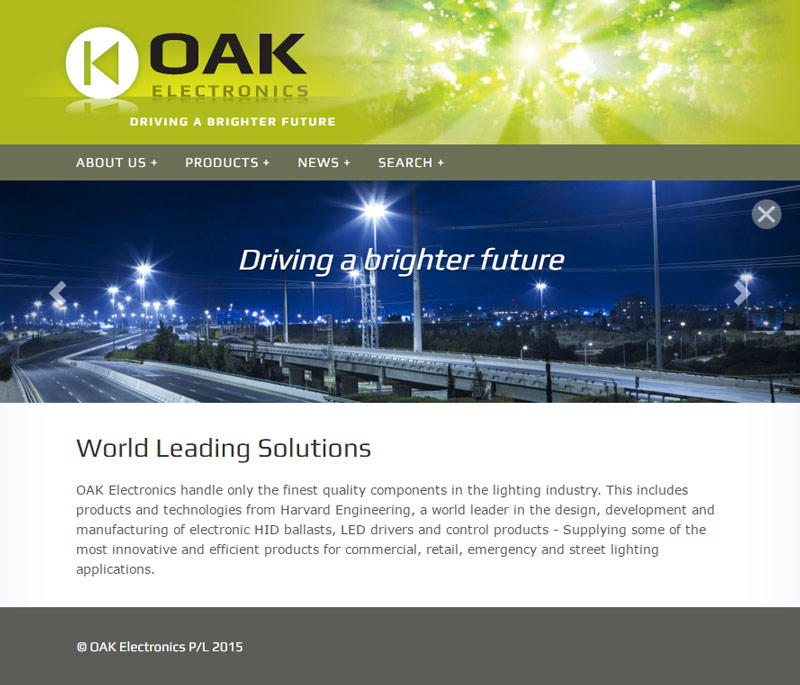 OAK
ELECTRONICS
DRIVING A BRIGHTER FUTURE
ABOUT US + PRODUCTS + NEWS + SEARCH +
Driving a brighter future
World Leading Solutions
OAK Electronics handle only the finest quality components in the lighting industry. This includes
products and technologies from Harvard Engineering, a world leader in the design, development and
manufacturing of electronic HID ballasts, LED drivers and control products - Supplying some of the
most innovative and efficient products for commercial, retail, emergency and street lighting
applications.
© OAK Electronics P/L 2015